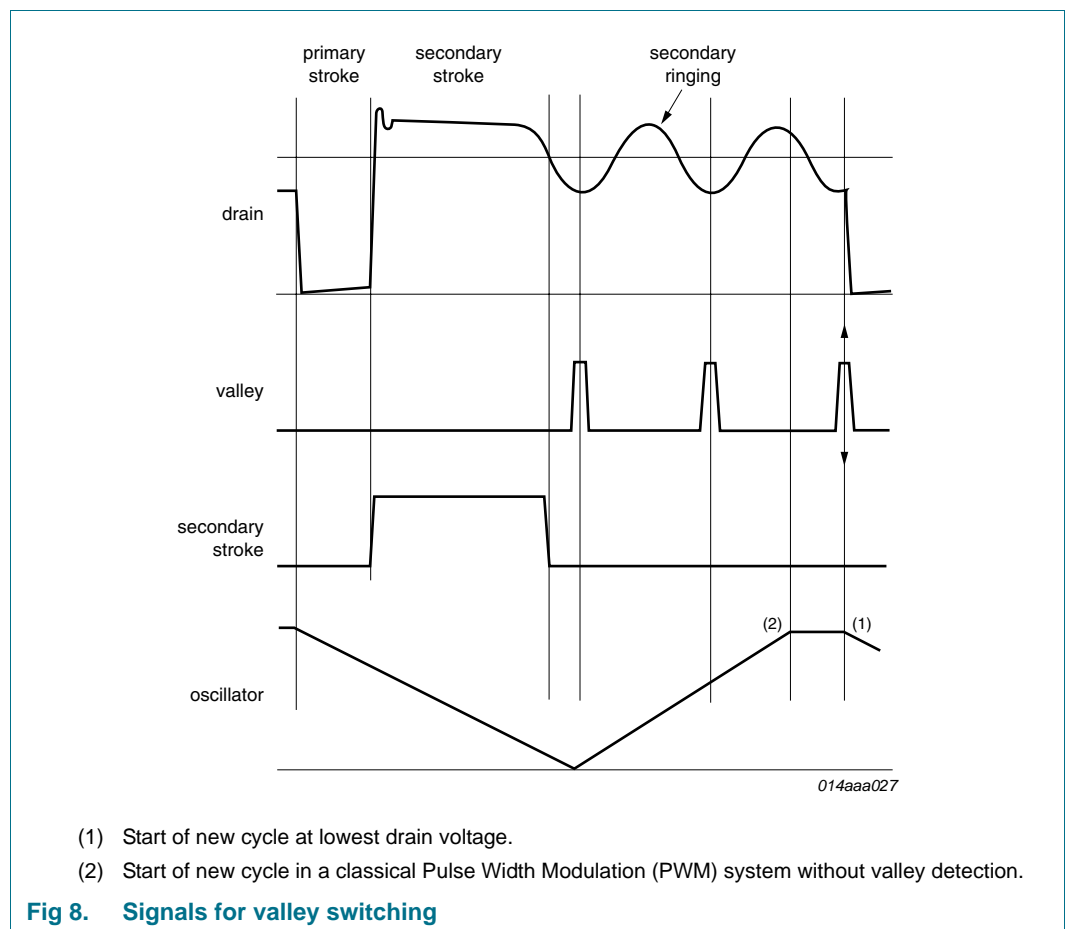 primary
stroke
secondary
stroke
secondary
ringing
drain
valley
secondary
stroke
(2)
(1)
oscillator
014aaa027
(1) Start of new cycle at lowest drain voltage.
(2) Start of new cycle in a classical Pulse Width Modulation (PWM) system without valley detection.
Fig 8. Signals for valley switching